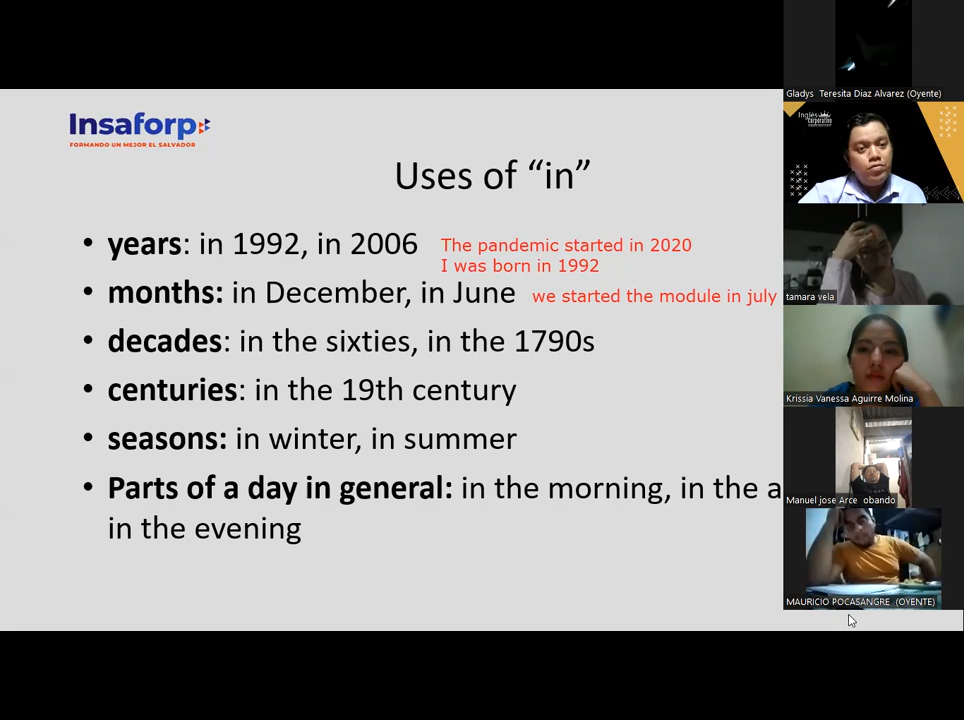 Insaforp
FORMANDO UN MEJOR EL SALVADOR
Uses of “in”
• years: in 1992, in 2006
The pandemic started in 2020
I was born in 1992
• months: in December, in June
we started the module in july
• decades: in the sixties, in the 1790s
• centuries: in the 19th century
• seasons: in winter, in summer
• Parts of a day in general: in the morning, in the a
in the evening
Gladys Teresita Diaz Alvarez (Oyente)
Inglés
corporativo
tamara vela
Krissia Vanessa Aguirre Molina
Manuel jose Arce obando
MAURICIO POCASANGRE (OYENTE)